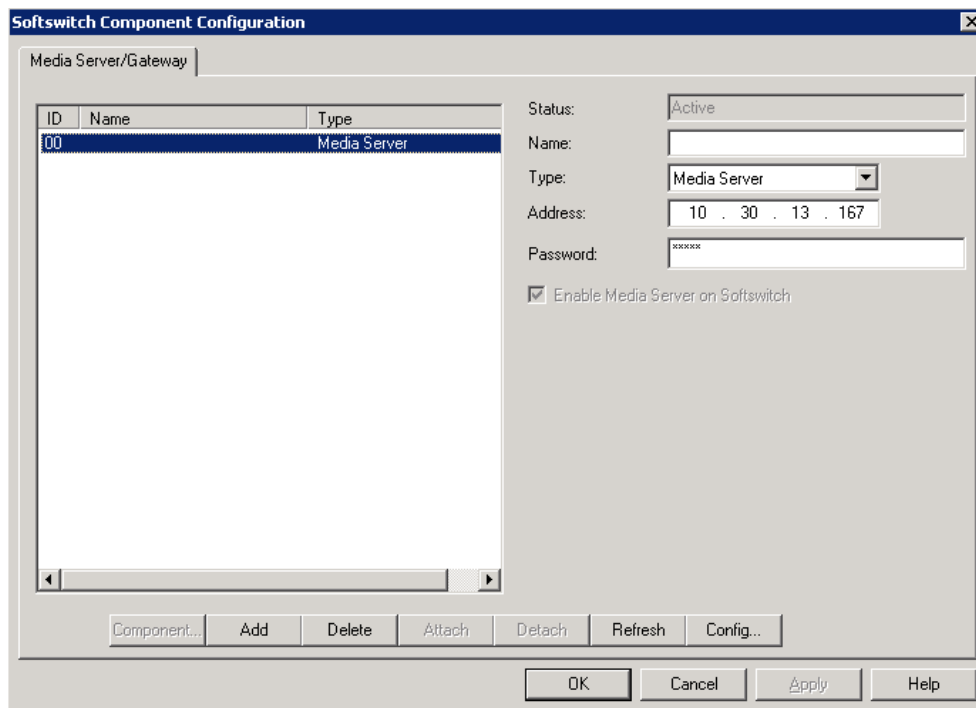 Softswitch Component Configuration
Media Server/Gateway
ID Name Type
00 Media Server
Status: Active
Name:
Type: Media Server
Address: 10 . 30 . 13 . 167
Password: xxxxx
Enable Media Server on Softswitch
Component... Add Delete Attach Detach Refresh Config...
OK Cancel Apply Help